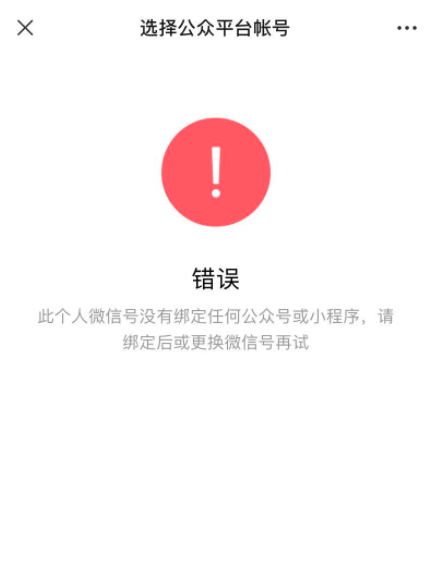 选择公众平台帐号
错误
此个人微信号没有绑定任何公众号或小程序，请
绑定后或更换微信号再试